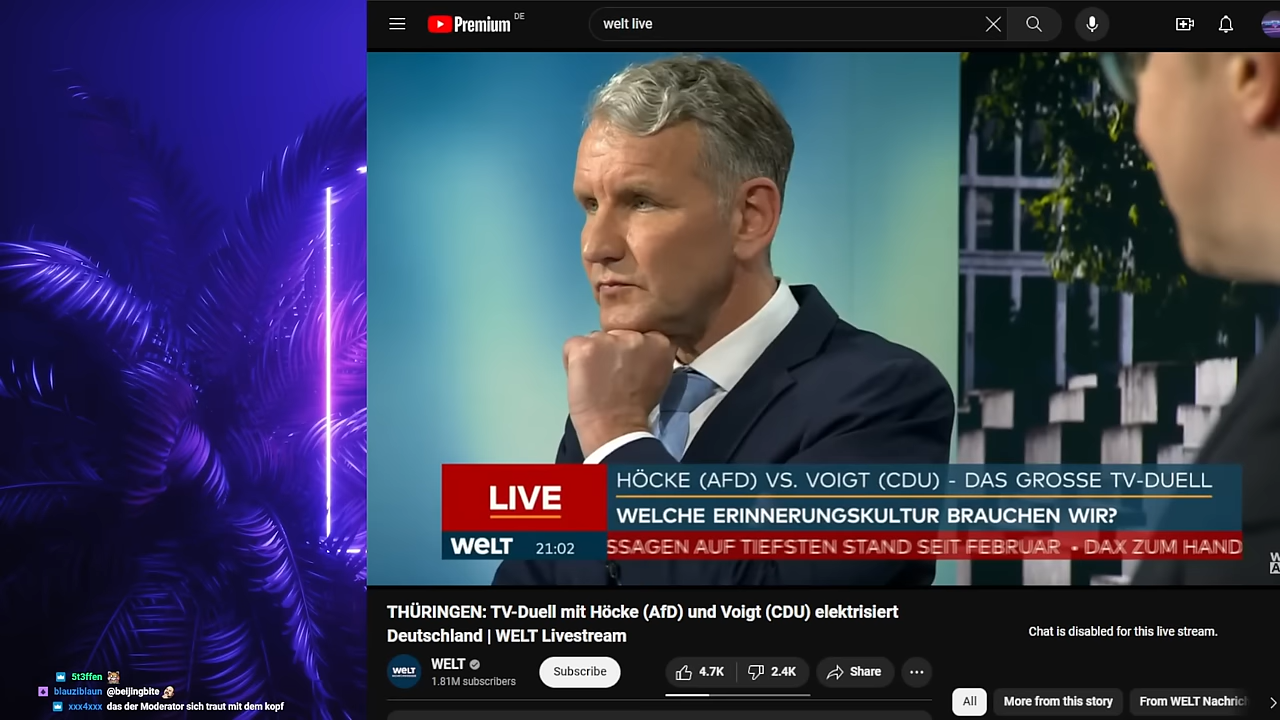 Premium DE
welt live
HÖCKE (AFD) VS. VOIGT (CDU) - DAS GROSSE TV-DUELL
LIVE
WELCHE ERINNERUNGSKULTUR BRAUCHEN WIR?
WELT 21:02
SSAGEN AUF TIEFSTEN STAND SEIT FEBRUAR • DAX ZUM HAND
THÜRINGEN: TV-Duell mit Höcke (AfD) und Voigt (CDU) elektrisiert
Deutschland | WELT Livestream
Chat is disabled for this live stream.
WELT
1.81M subscribers
Subscribe
4.7K
2.4K
Share
All
More from this story
From WELT Nachric
5t3ffen
blauziblaun @beijingbite
xxx4xxx das der Moderator sich traut mit dem kopf